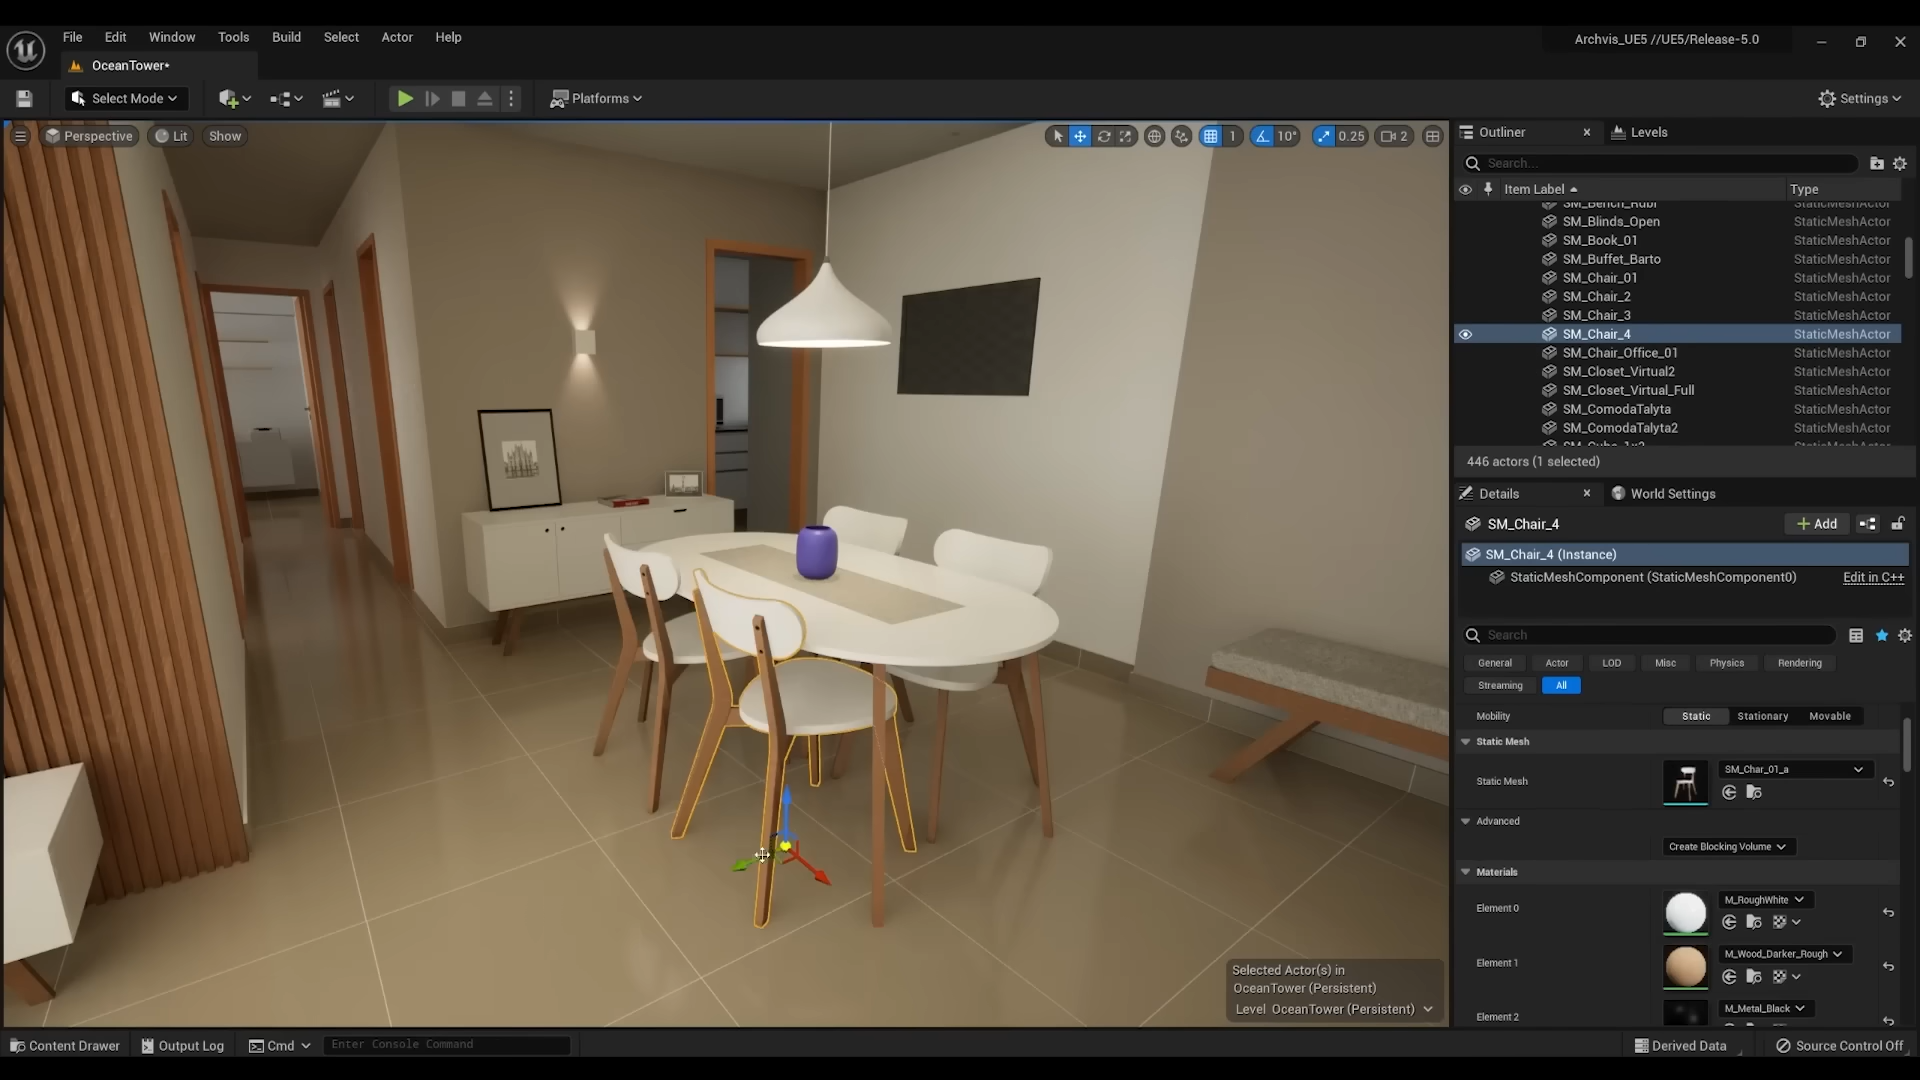 File Edit Window Tools Build Select Actor Help
Archvis_UE5 //UE5/Release-5.0
OceanTower*
Select Mode
Platforms
Settings
Perspective Lit Show
1 10° 0.25 2
Outliner
Levels
Search...
Item Label Type
SM_Bench_Rubi StaticMeshActor
SM_Blinds_Open StaticMeshActor
SM_Book_01 StaticMeshActor
SM_Buffet_Barto StaticMeshActor
SM_Chair_01 StaticMeshActor
SM_Chair_2 StaticMeshActor
SM_Chair_3 StaticMeshActor
SM_Chair_4 StaticMeshActor
SM_Chair_Office_01 StaticMeshActor
SM_Closet_Virtual2 StaticMeshActor
SM_Closet_Virtual_Full StaticMeshActor
SM_ComodaTalyta StaticMeshActor
SM_ComodaTalyta2 StaticMeshActor
446 actors (1 selected)
Details
World Settings
SM_Chair_4
Add
SM_Chair_4 (Instance)
StaticMeshComponent (StaticMeshComponent0) Edit in C++
Search
General Actor LOD Misc Physics Rendering
Streaming All
Mobility Static Stationary Movable
Static Mesh
Static Mesh SM_Char_01_a
Advanced
Create Blocking Volume
Materials
Element 0 M_RoughWhite
Element 1 M_Wood_Darker_Rough
Element 2 M_Metal_Black
Selected Actor(s) in
OceanTower (Persistent)
Level OceanTower (Persistent)
Content Drawer Output Log Cmd Enter Console Command
Derived Data Source Control Off